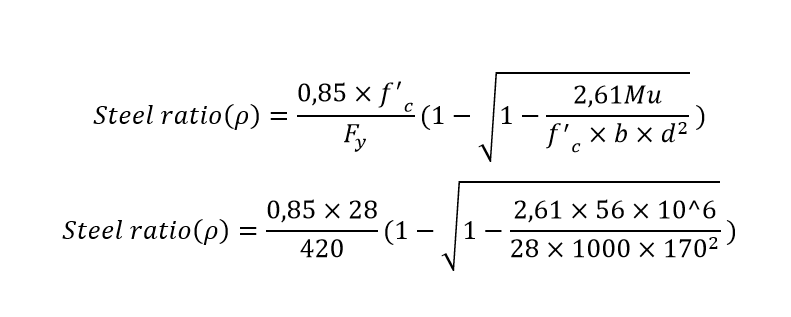 Steel ratio(ρ) = 0,85 × f′c / Fy (1 − √1 − 2,61Mu / f′c × b × d²)
Steel ratio(ρ) = 0,85 × 28 / 420 (1 − √1 − 2,61 × 56 × 10^6 / 28 × 1000 × 170²)